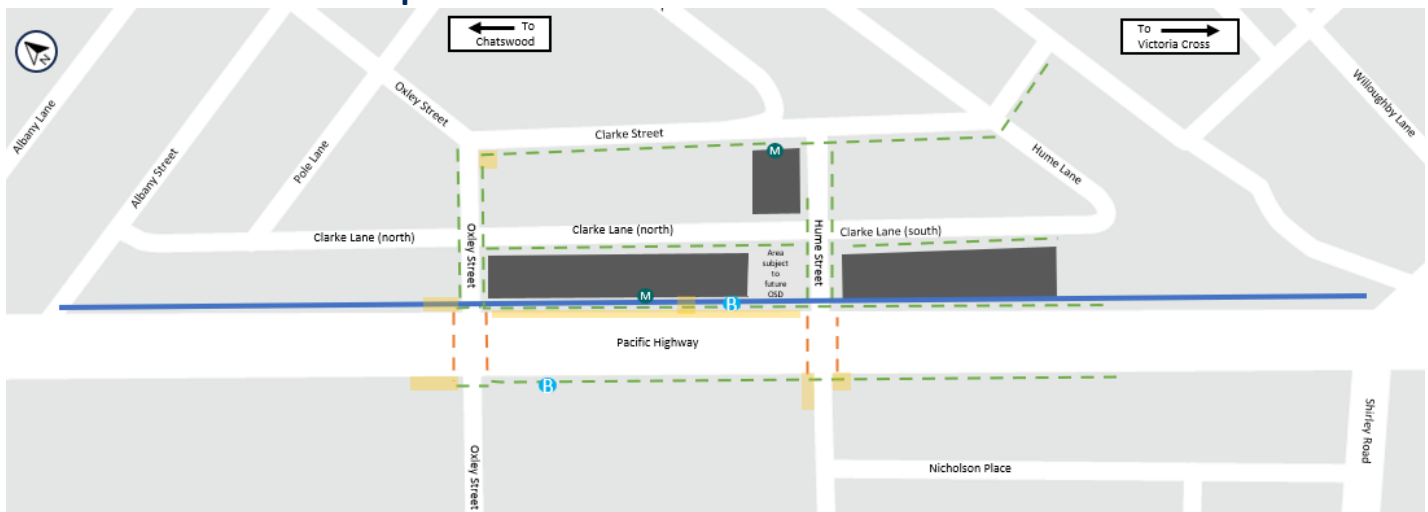 To
Chatswood
To
Victoria Cross
N
Albany Lane
Albany Street
Pole Lane
Oxley Street
Clarke Street
M
Hume Lane
Willoughby Lane
Clarke Lane (north)
Oxley Street
Clarke Lane (north)
Hume Street
Clarke Lane (south)
Area
subject
to
future
OSD
M
B
Pacific Highway
B
Oxley Street
Nicholson Place
Shirley Road